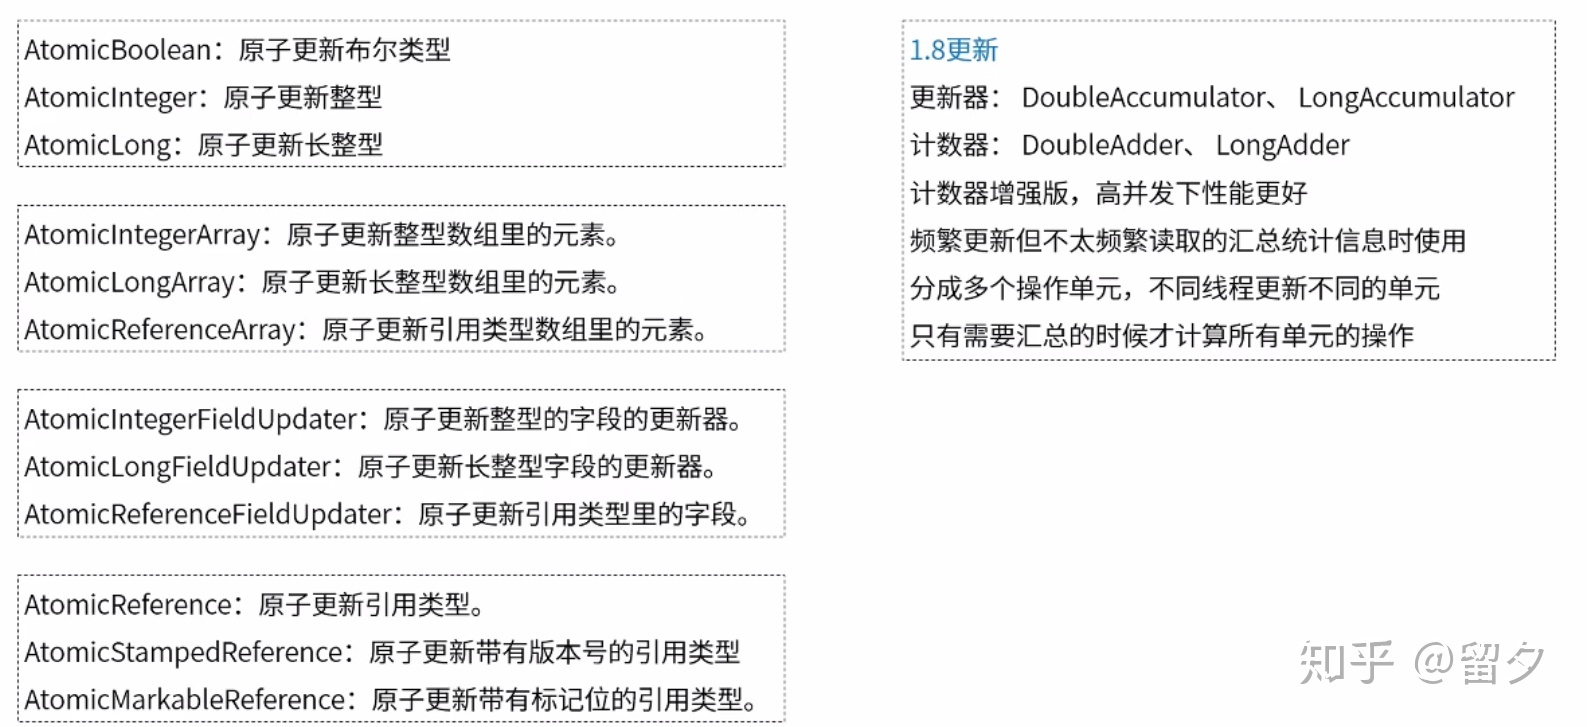 AtomicBoolean：原子更新布尔类型
AtomicInteger：原子更新整型
AtomicLong：原子更新长整型
AtomicIntegerArray：原子更新整型数组里的元素。
AtomicLongArray：原子更新长整型数组里的元素。
AtomicReferenceArray：原子更新引用类型数组里的元素。
AtomicIntegerFieldUpdater：原子更新整型的字段的更新器。
AtomicLongFieldUpdater：原子更新长整型字段的更新器。
AtomicReferenceFieldUpdater：原子更新引用类型里的字段。
AtomicReference：原子更新引用类型。
AtomicStampedReference：原子更新带有版本号的引用类型
AtomicMarkableReference：原子更新带有标记位的引用类型。
1.8更新
更新器： DoubleAccumulator、 LongAccumulator
计数器： DoubleAdder、 LongAdder
计数器增强版，高并发下性能更好
频繁更新但不太频繁读取的汇总统计信息时使用
分成多个操作单元，不同线程更新不同的单元
只有需要汇总的时候才计算所有单元的操作
知乎 @留夕